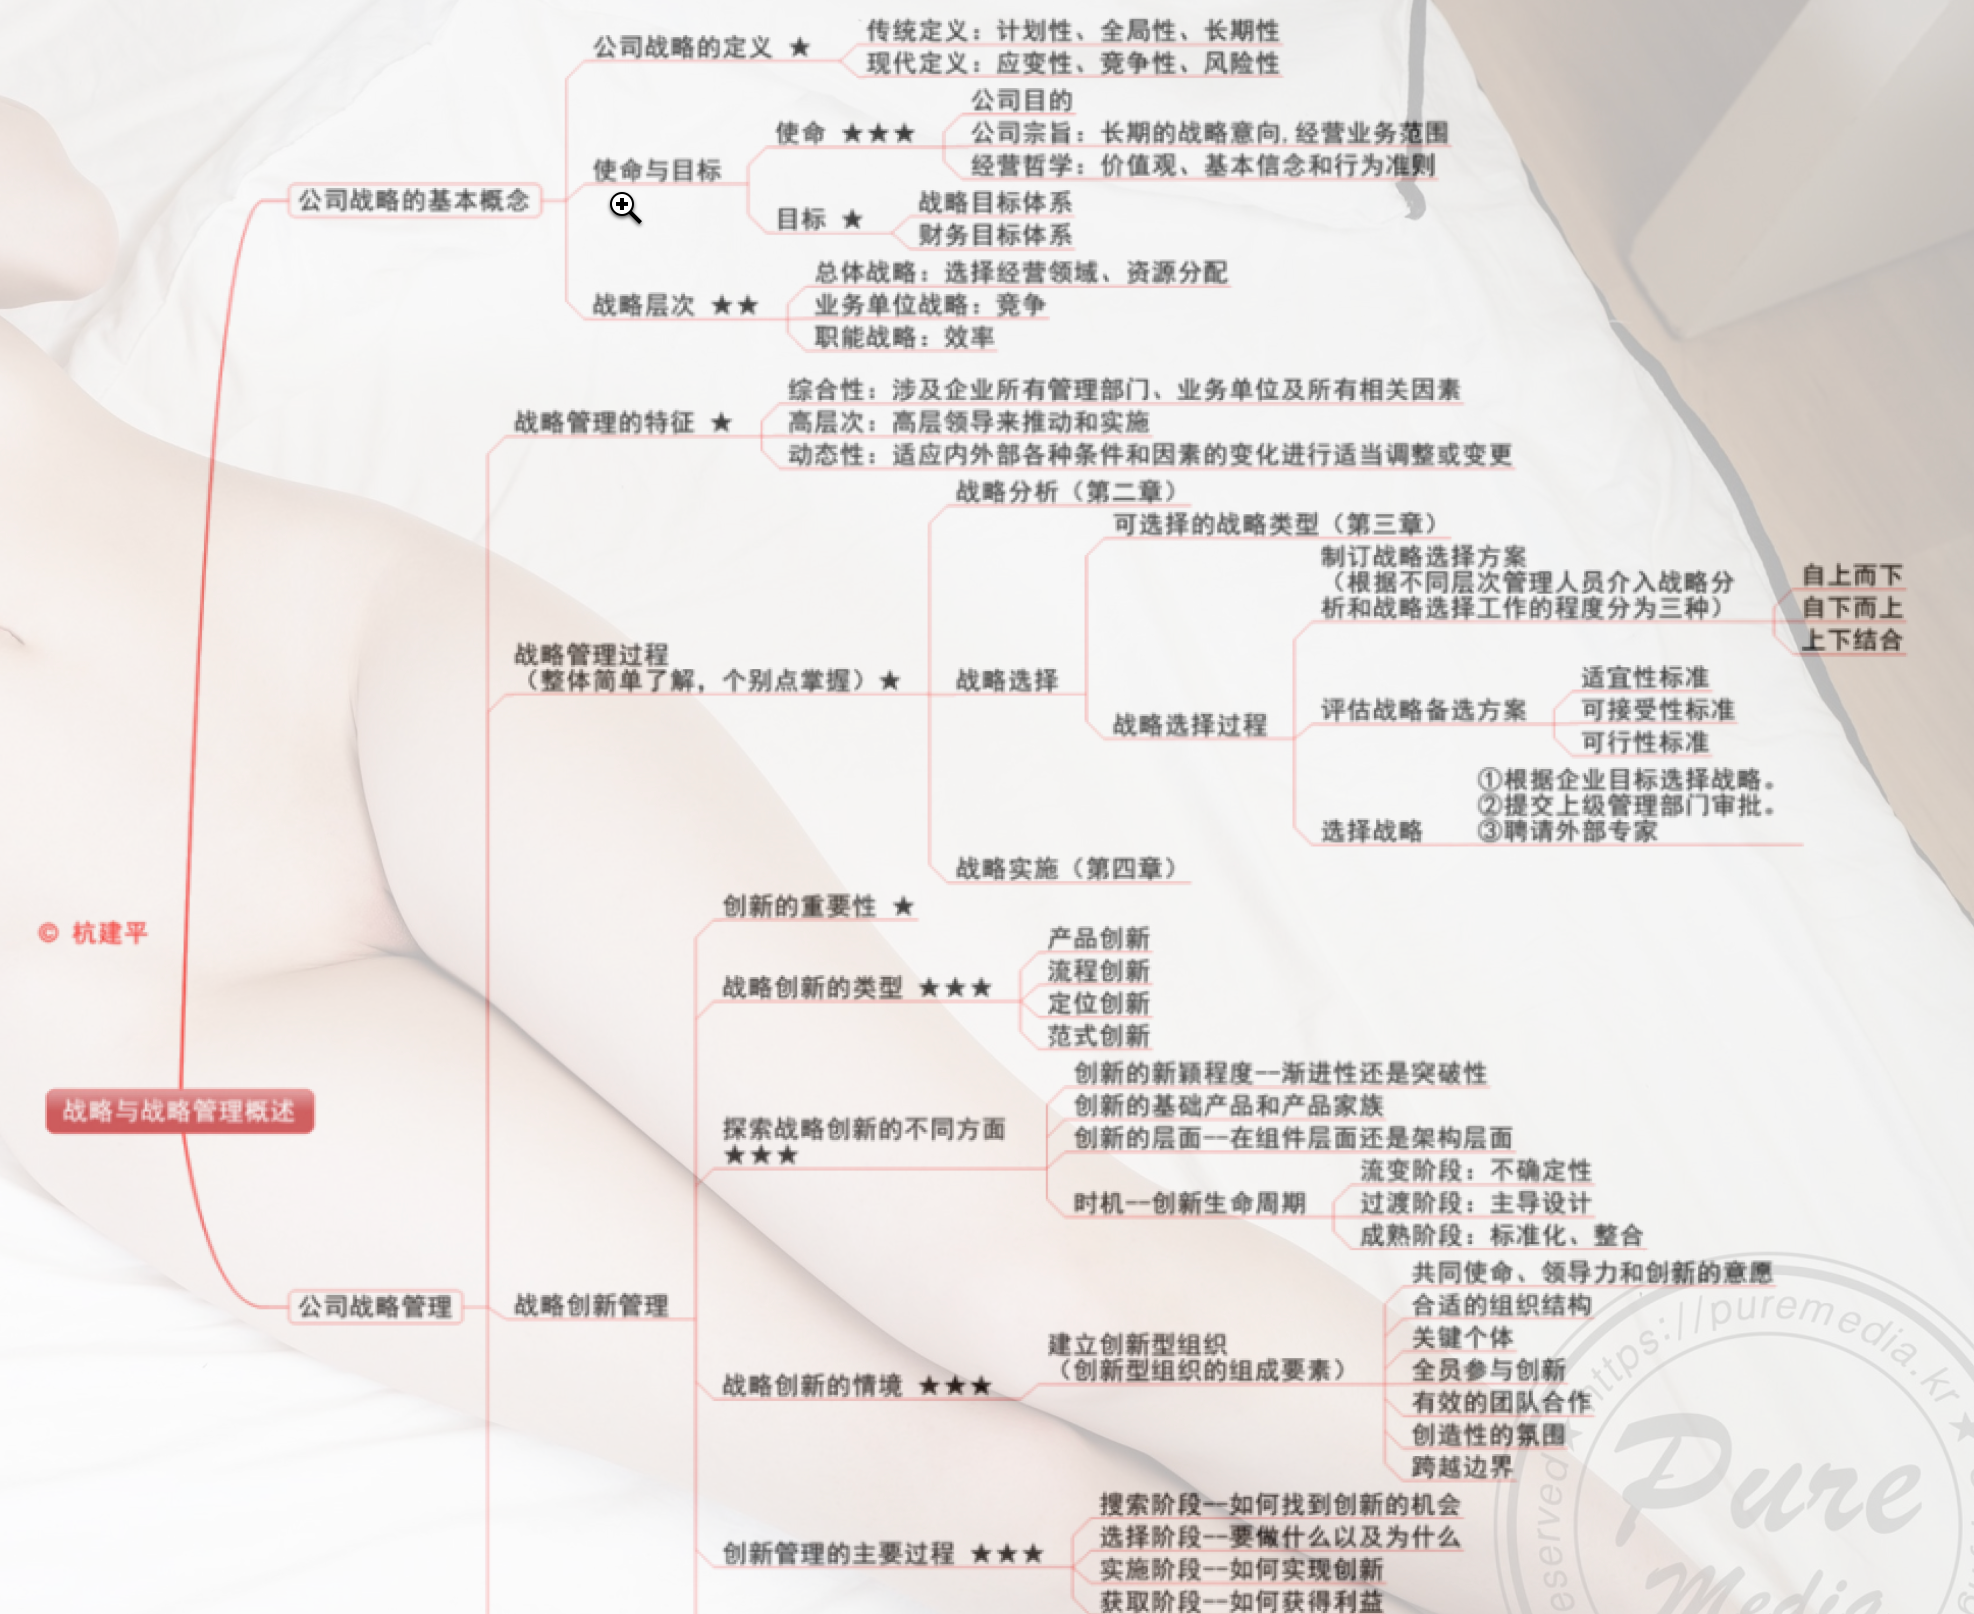 公司战略的定义 ★
传统定义：计划性、全局性、长期性
现代定义：应变性、竞争性、风险性
公司目的
使命 ★★★
公司宗旨：长期的战略意向,经营业务范围
经营哲学：价值观、基本信念和行为准则
使命与目标
公司战略的基本概念
战略目标体系
目标 ★
财务目标体系
总体战略：选择经营领域、资源分配
战略层次 ★★
业务单位战略：竞争
职能战略：效率
综合性：涉及企业所有管理部门、业务单位及所有相关因素
战略管理的特征 ★
高层次：高层领导来推动和实施
动态性：适应内外部各种条件和因素的变化进行适当调整或变更
战略分析（第二章）
可选择的战略类型（第三章）
制订战略选择方案
（根据不同层次管理人员介入战略分
析和战略选择工作的程度分为三种）
自上而下
自下而上
上下结合
战略管理过程
（整体简单了解，个别点掌握）★
战略选择
适宜性标准
评估战略备选方案
可接受性标准
战略选择过程
可行性标准
①根据企业目标选择战略。
②提交上级管理部门审批。
选择战略 ③聘请外部专家
战略实施（第四章）
创新的重要性 ★
© 杭建平
产品创新
流程创新
战略创新的类型 ★★★
定位创新
范式创新
创新的新颖程度--渐进性还是突破性
创新的基础产品和产品家族
战略与战略管理概述
探索战略创新的不同方面
★★★
创新的层面--在组件层面还是架构层面
流变阶段：不确定性
时机--创新生命周期
过渡阶段：主导设计
成熟阶段：标准化、整合
共同使命、领导力和创新的意愿
公司战略管理
战略创新管理
合适的组织结构
关键个体
建立创新型组织
（创新型组织的组成要素）
全员参与创新
战略创新的情境 ★★★
有效的团队合作
创造性的氛围
跨越边界
搜索阶段--如何找到创新的机会
选择阶段--要做什么以及为什么
创新管理的主要过程 ★★★
实施阶段--如何实现创新
获取阶段--如何获得利益
https://puremedia.kr ★
Pure
Media